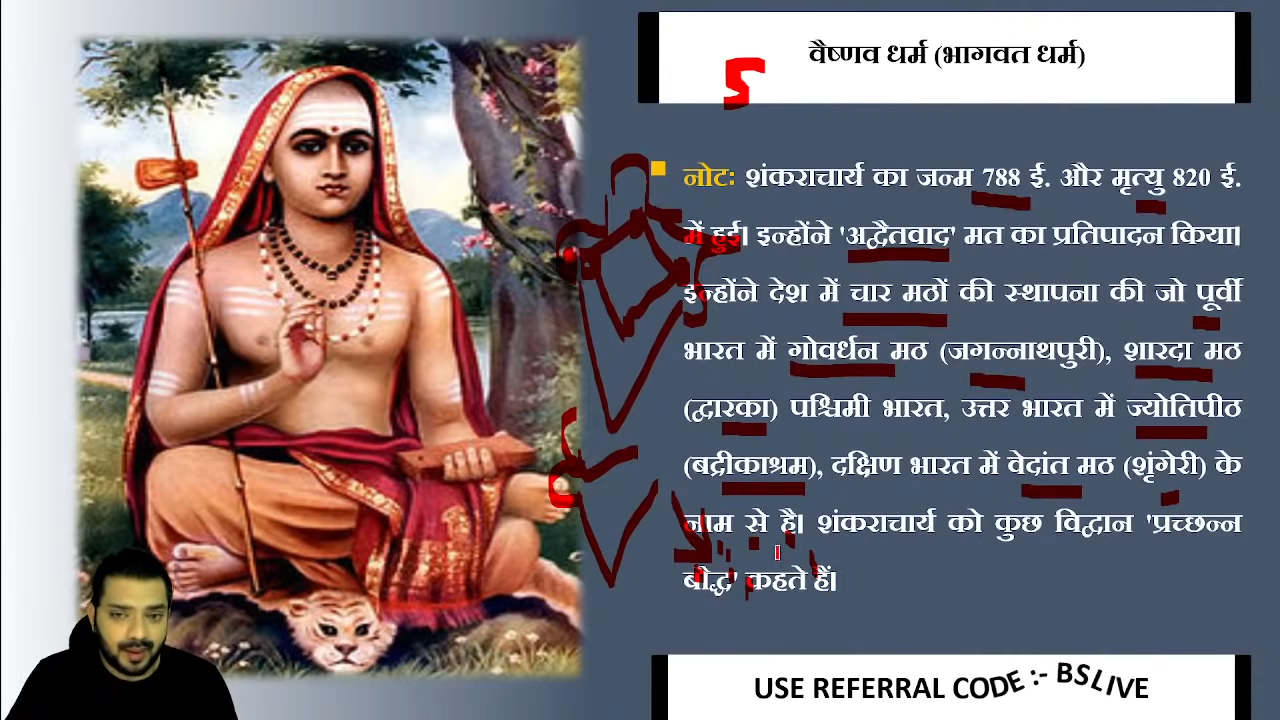 वैष्णव धर्म (भागवत धर्म)
5
नोटः शंकराचार्य का जन्म 788 ई. और मृत्यु 820 ई.
में हुई। इन्होंने 'अद्वैतवाद' मत का प्रतिपादन किया।
इन्होंने देश में चार मठों की स्थापना की जो पूर्वी
भारत में गोवर्धन मठ (जगन्नाथपुरी), शारदा मठ
(द्वारका) पश्चिमी भारत, उत्तर भारत में ज्योतिपीठ
(बद्रीकाश्रम), दक्षिण भारत में वेदांत मठ (शृंगेरी) के
नाम से है। शंकराचार्य को कुछ विद्वान 'प्रच्छन्न
बौद्ध' कहते हैं।
USE REFERRAL CODE :- BSLIVE